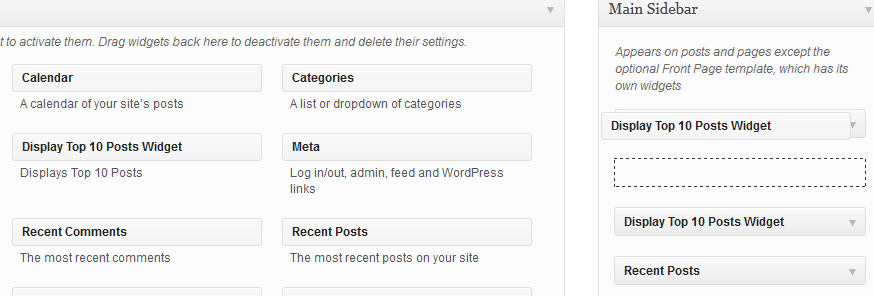 t to activate them. Drag widgets back here to deactivate them and delete their settings.
Calendar
A calendar of your site's posts
Categories
A list or dropdown of categories
Display Top 10 Posts Widget
Displays Top 10 Posts
Meta
Log in/out, admin, feed and WordPress
links
Recent Comments
The most recent comments
Recent Posts
The most recent posts on your site
Main Sidebar
Appears on posts and pages except the
optional Front Page template, which has its
own widgets
Display Top 10 Posts Widget
Display Top 10 Posts Widget
Recent Posts